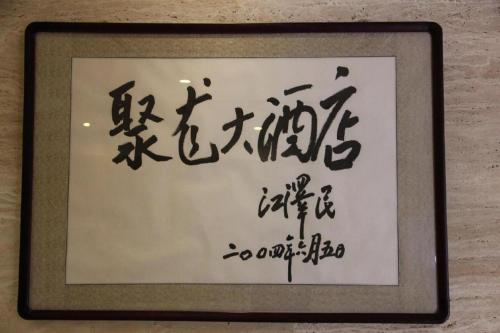 聚龙大酒店
江澤民
二〇〇四年六月五日